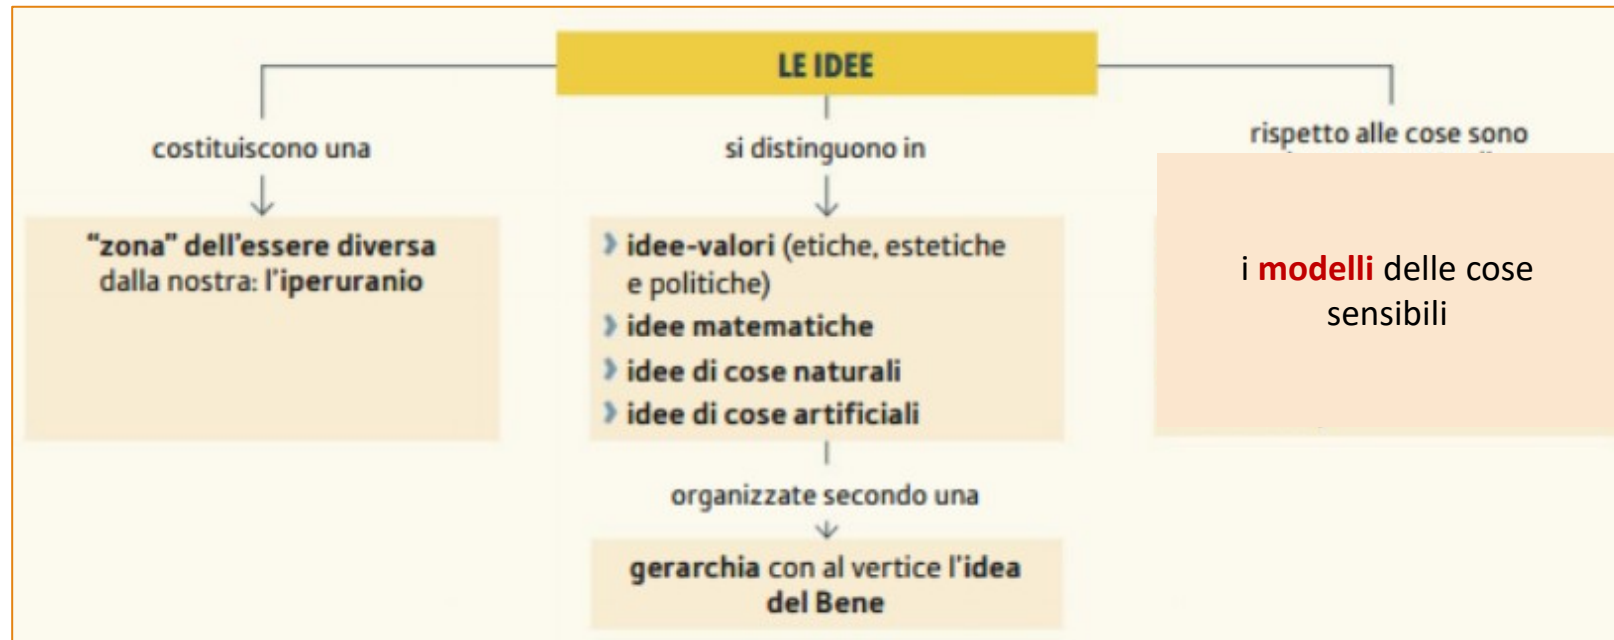 LE IDEE
costituiscono una
"zona" dell'essere diversa
dalla nostra: l'iperuranio
si distinguono in
idee-valori (etiche, estetiche
e politiche)
idee matematiche
idee di cose naturali
idee di cose artificiali
organizzate secondo una
gerarchia con al vertice l'idea
del Bene
rispetto alle cose sono
i modelli delle cose
sensibili